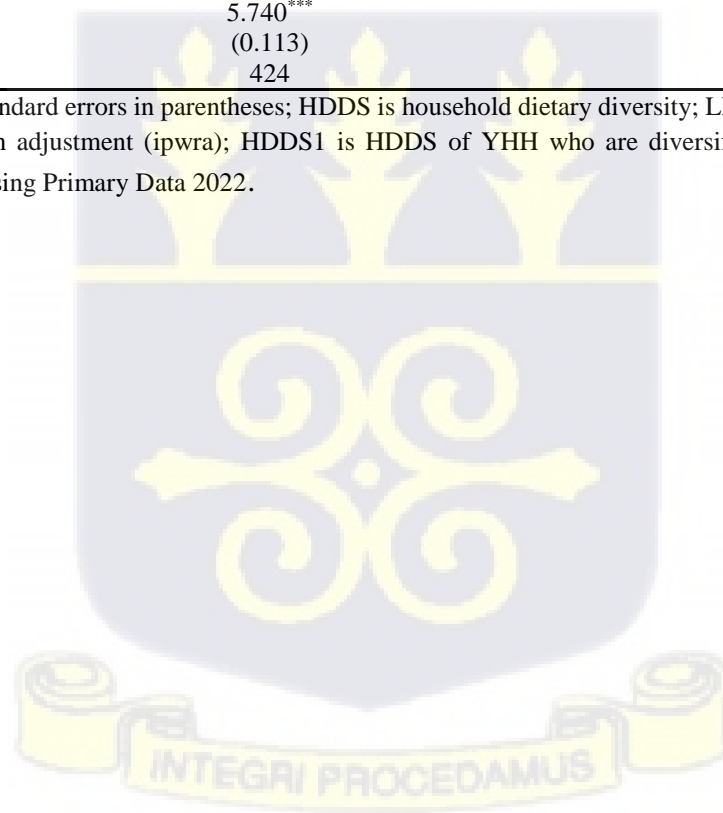 5.740***
(0.113)
424
ndard errors in parentheses; HDDS is household dietary diversity; L
n adjustment (ipwra); HDDS1 is HDDS of YHH who are diversif
sing Primary Data 2022.
INTEGRI PROCEDAMUS